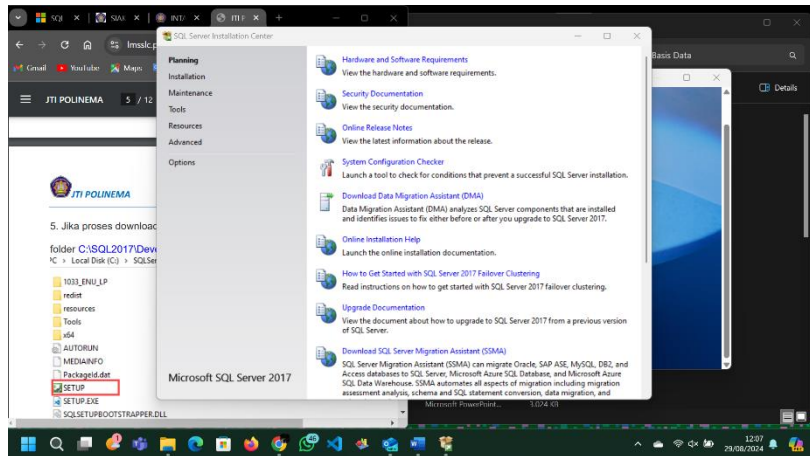 SQL Server Installation Center
Imsslc.p
Gmail YouTube Maps
JTI POLINEMA 5 / 12
JTI POLINEMA
5. Jika proses download
folder C:\SQL2017\Deve
PC > Local Disk (C:) > SQLSer
1033_ENU_LP
redist
resources
Tools
x64
AUTORUN
MEDIAINFO
PackageId.dat
SETUP
SETUP.EXE
SQLSETUPBOOTSTRAPPER.DLL
Planning
Installation
Maintenance
Tools
Resources
Advanced
Options
Microsoft SQL Server 2017
Hardware and Software Requirements
View the hardware and software requirements.
Security Documentation
View the security documentation.
Online Release Notes
View the latest information about the release.
System Configuration Checker
Launch a tool to check for conditions that prevent a successful SQL Server installation.
Download Data Migration Assistant (DMA)
Data Migration Assistant (DMA) analyzes SQL Server components that are installed
and identifies issues to fix either before or after you upgrade to SQL Server 2017.
Online Installation Help
Launch the online installation documentation.
How to Get Started with SQL Server 2017 Failover Clustering
Read instructions on how to get started with SQL Server 2017 failover clustering.
Upgrade Documentation
View the document about how to upgrade to SQL Server 2017 from a previous version
of SQL Server.
Download SQL Server Migration Assistant (SSMA)
SQL Server Migration Assistant (SSMA) can migrate Oracle, SAP ASE, MySQL, DB2, and
Access databases to SQL Server, Microsoft Azure SQL Database, and Microsoft Azure
SQL Data Warehouse. SSMA automates all aspects of migration including migration
assessment analysis, schema and SQL statement conversion, data migration, and
Basis Data
Details
Microsoft PowerPoint... 3.024 KB
12:07
29/08/2024